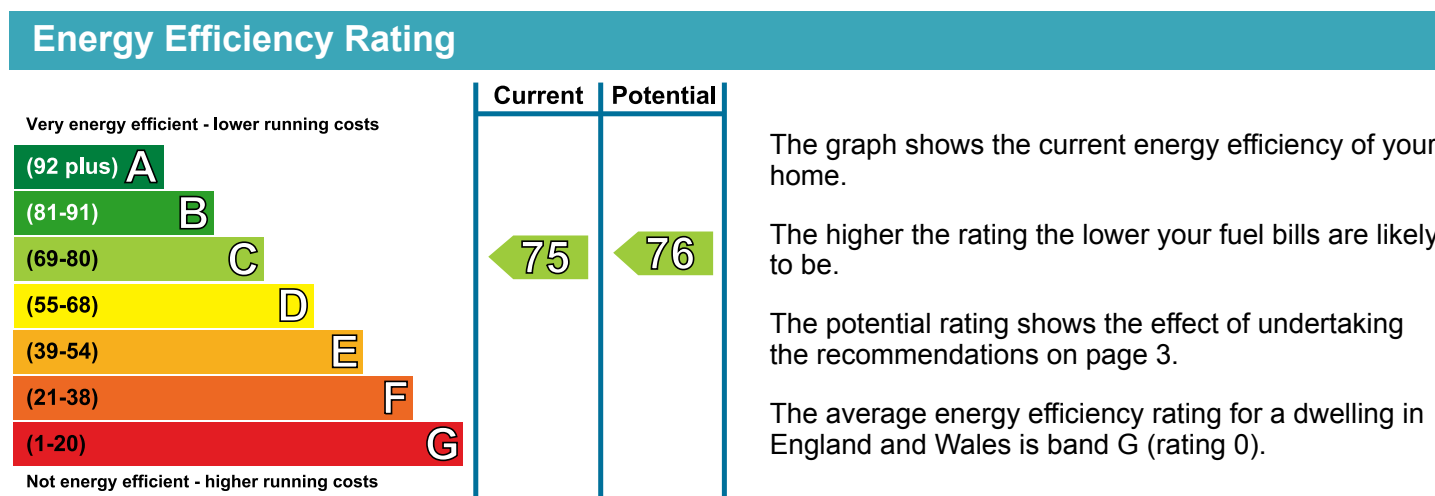 Energy Efficiency Rating
Current Potential
Very energy efficient - lower running costs
(92 plus) A
(81-91) B
(69-80) C
75 76
(55-68) D
(39-54) E
(21-38) F
(1-20) G
Not energy efficient - higher running costs
The graph shows the current energy efficiency of your
home.
The higher the rating the lower your fuel bills are likely
to be.
The potential rating shows the effect of undertaking
the recommendations on page 3.
The average energy efficiency rating for a dwelling in
England and Wales is band G (rating 0).